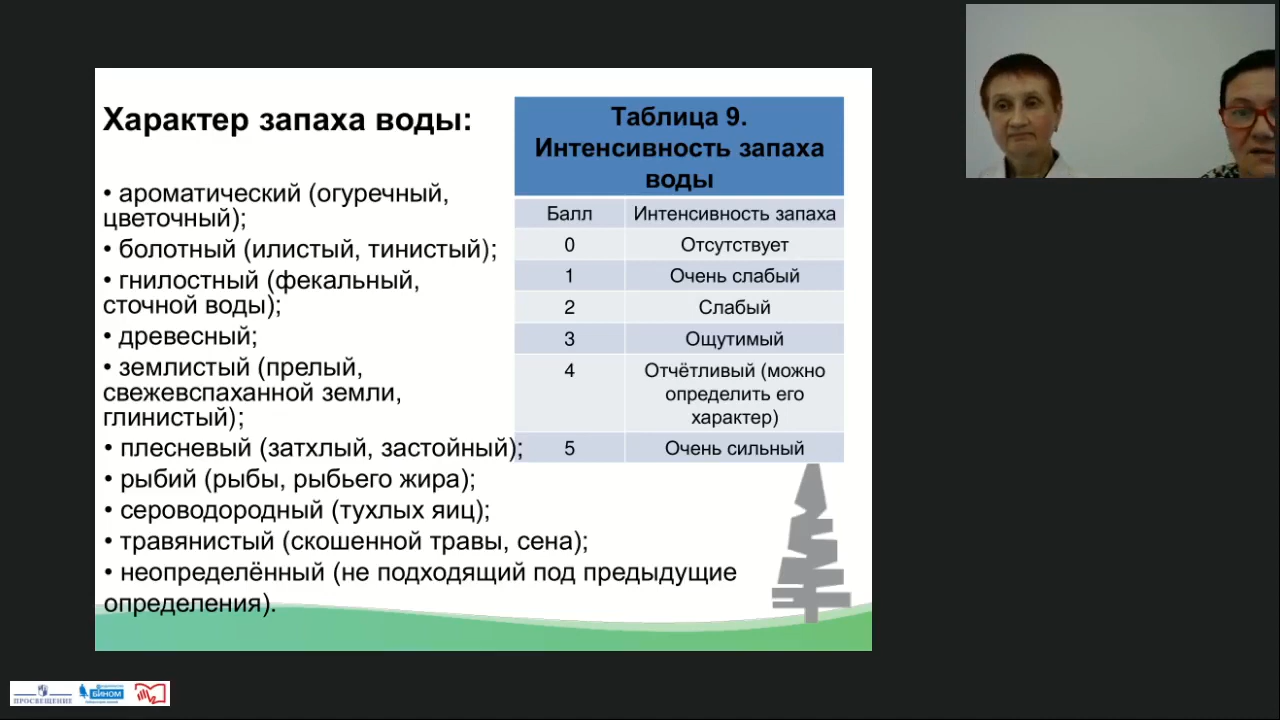 Характер запаха воды:
• ароматический (огуречный,
цветочный);
• болотный (илистый, тинистый);
• гнилостный (фекальный,
сточной воды);
• древесный;
• землистый (прелый,
свежевспаханной земли,
глинистый);
• плесневый (затхлый, застойный);
• рыбий (рыбы, рыбьего жира);
• сероводородный (тухлых яиц);
• травянистый (скошенной травы, сена);
• неопределённый (не подходящий под предыдущие
определения).
Таблица 9.
Интенсивность запаха
воды
Балл Интенсивность запаха
0 Отсутствует
1 Очень слабый
2 Слабый
3 Ощутимый
4 Отчётливый (можно
определить его
характер)
5 Очень сильный
ПРОСВЕЩЕНИЕ
БИНОМ